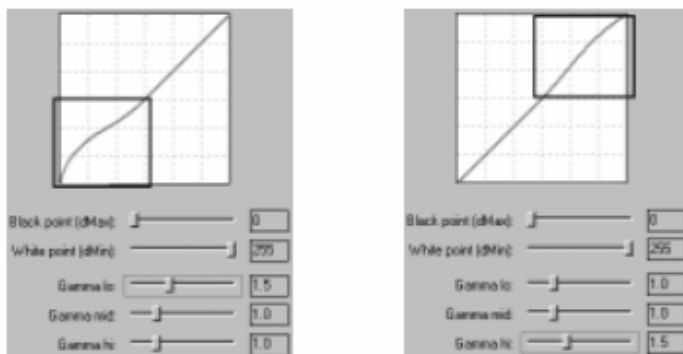 Black point (dMax): 0
White point (dMin): 255
Gamma lo: 1.5
Gamma mid: 1.0
Gamma hi: 1.0
Black point (dMax): 0
White point (dMin): 255
Gamma lo: 1.0
Gamma mid: 1.0
Gamma hi: 1.5